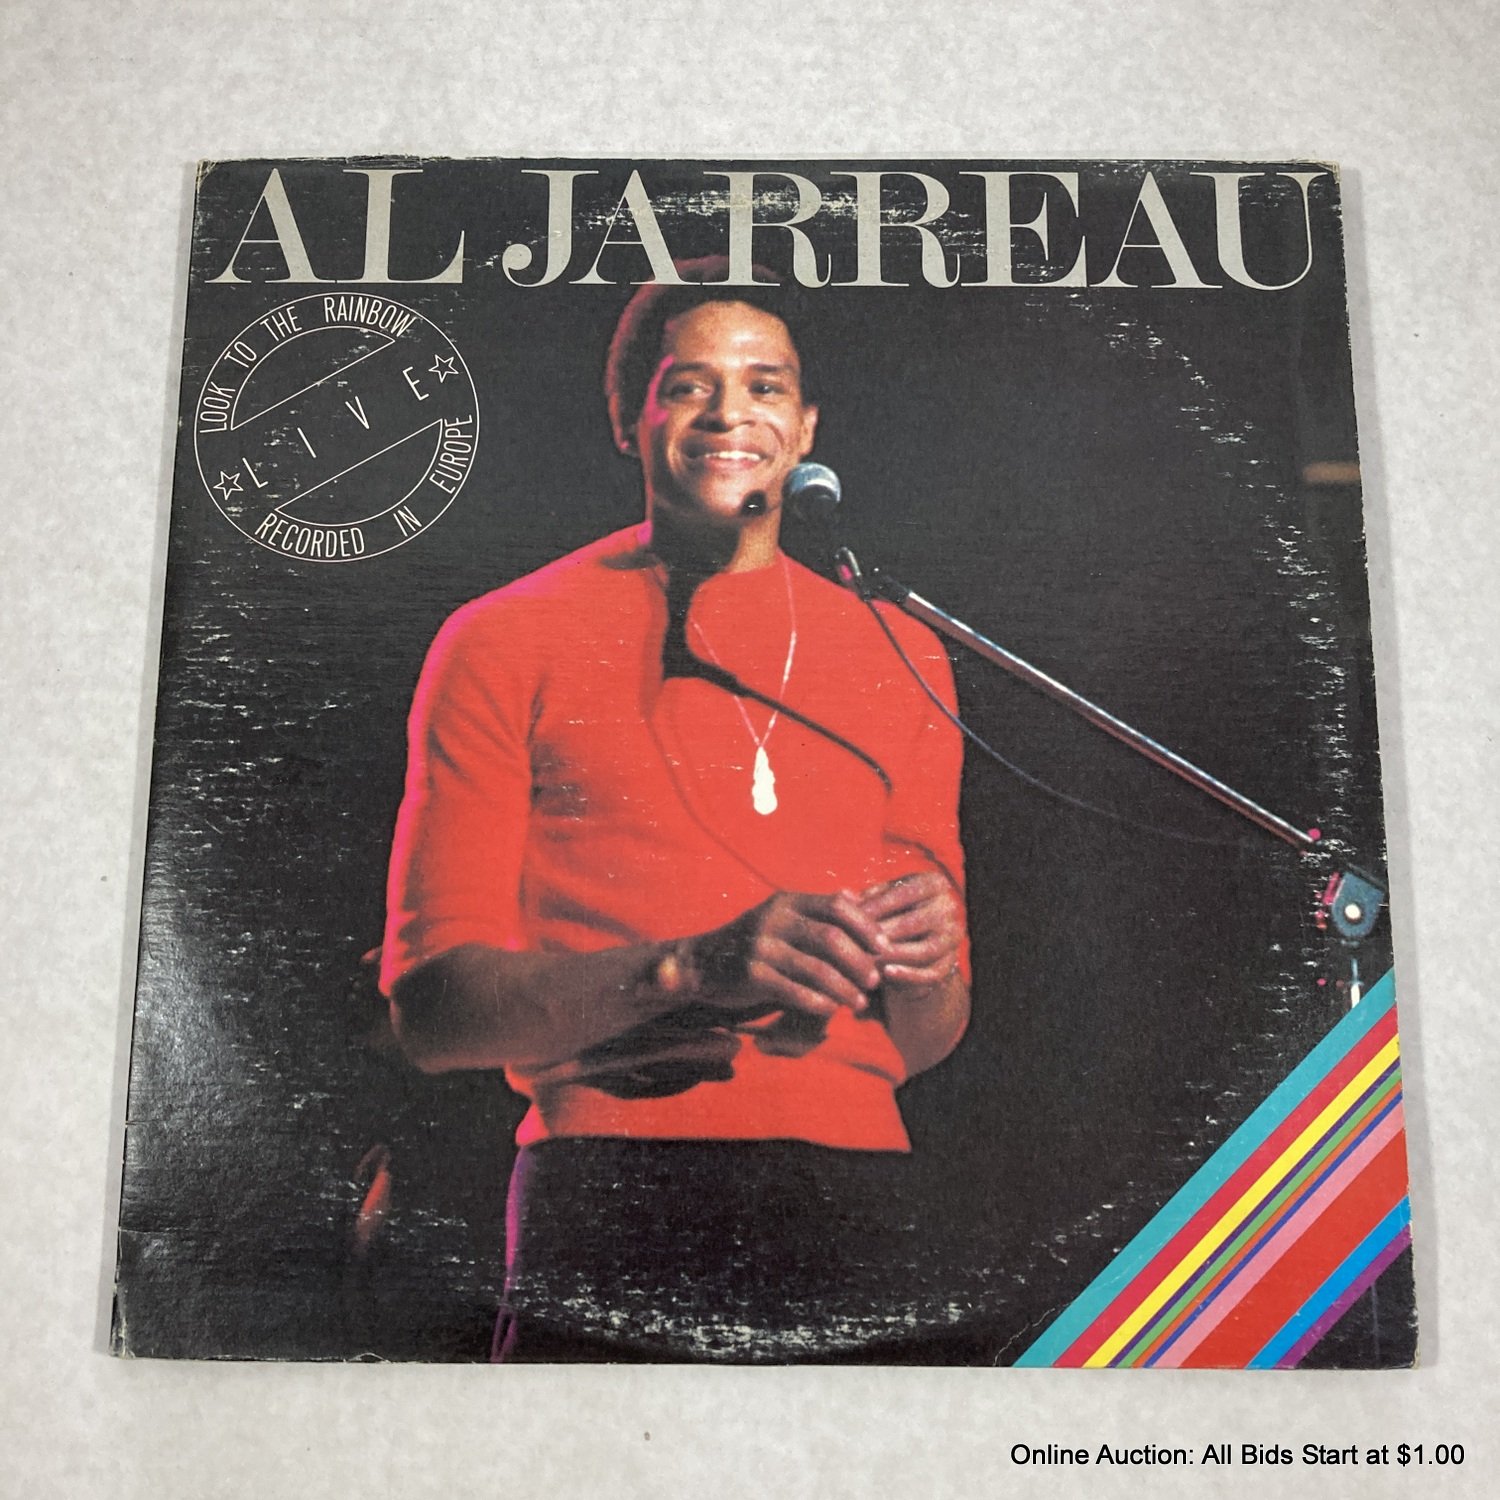 AL JARREAU
LOOK TO THE RAINBOW
LIVE
RECORDED IN EUROPE
Online Auction: All Bids Start at $1.00